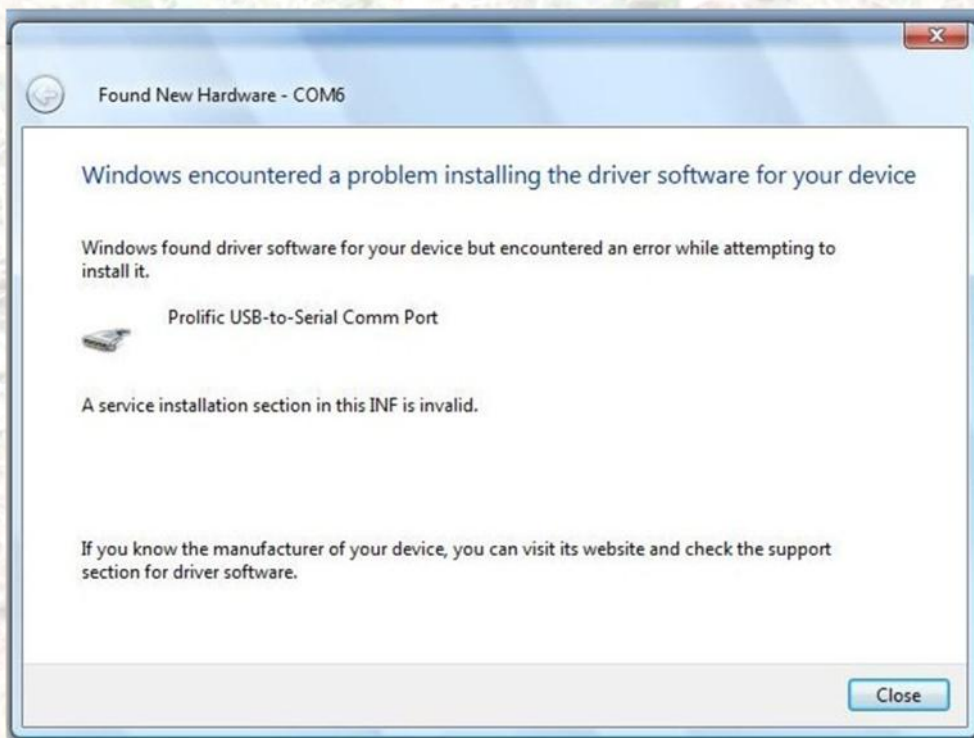 Found New Hardware - COM6
Windows encountered a problem installing the driver software for your device
Windows found driver software for your device but encountered an error while attempting to
install it.
Prolific USB-to-Serial Comm Port
A service installation section in this INF is invalid.
If you know the manufacturer of your device, you can visit its website and check the support
section for driver software.
Close